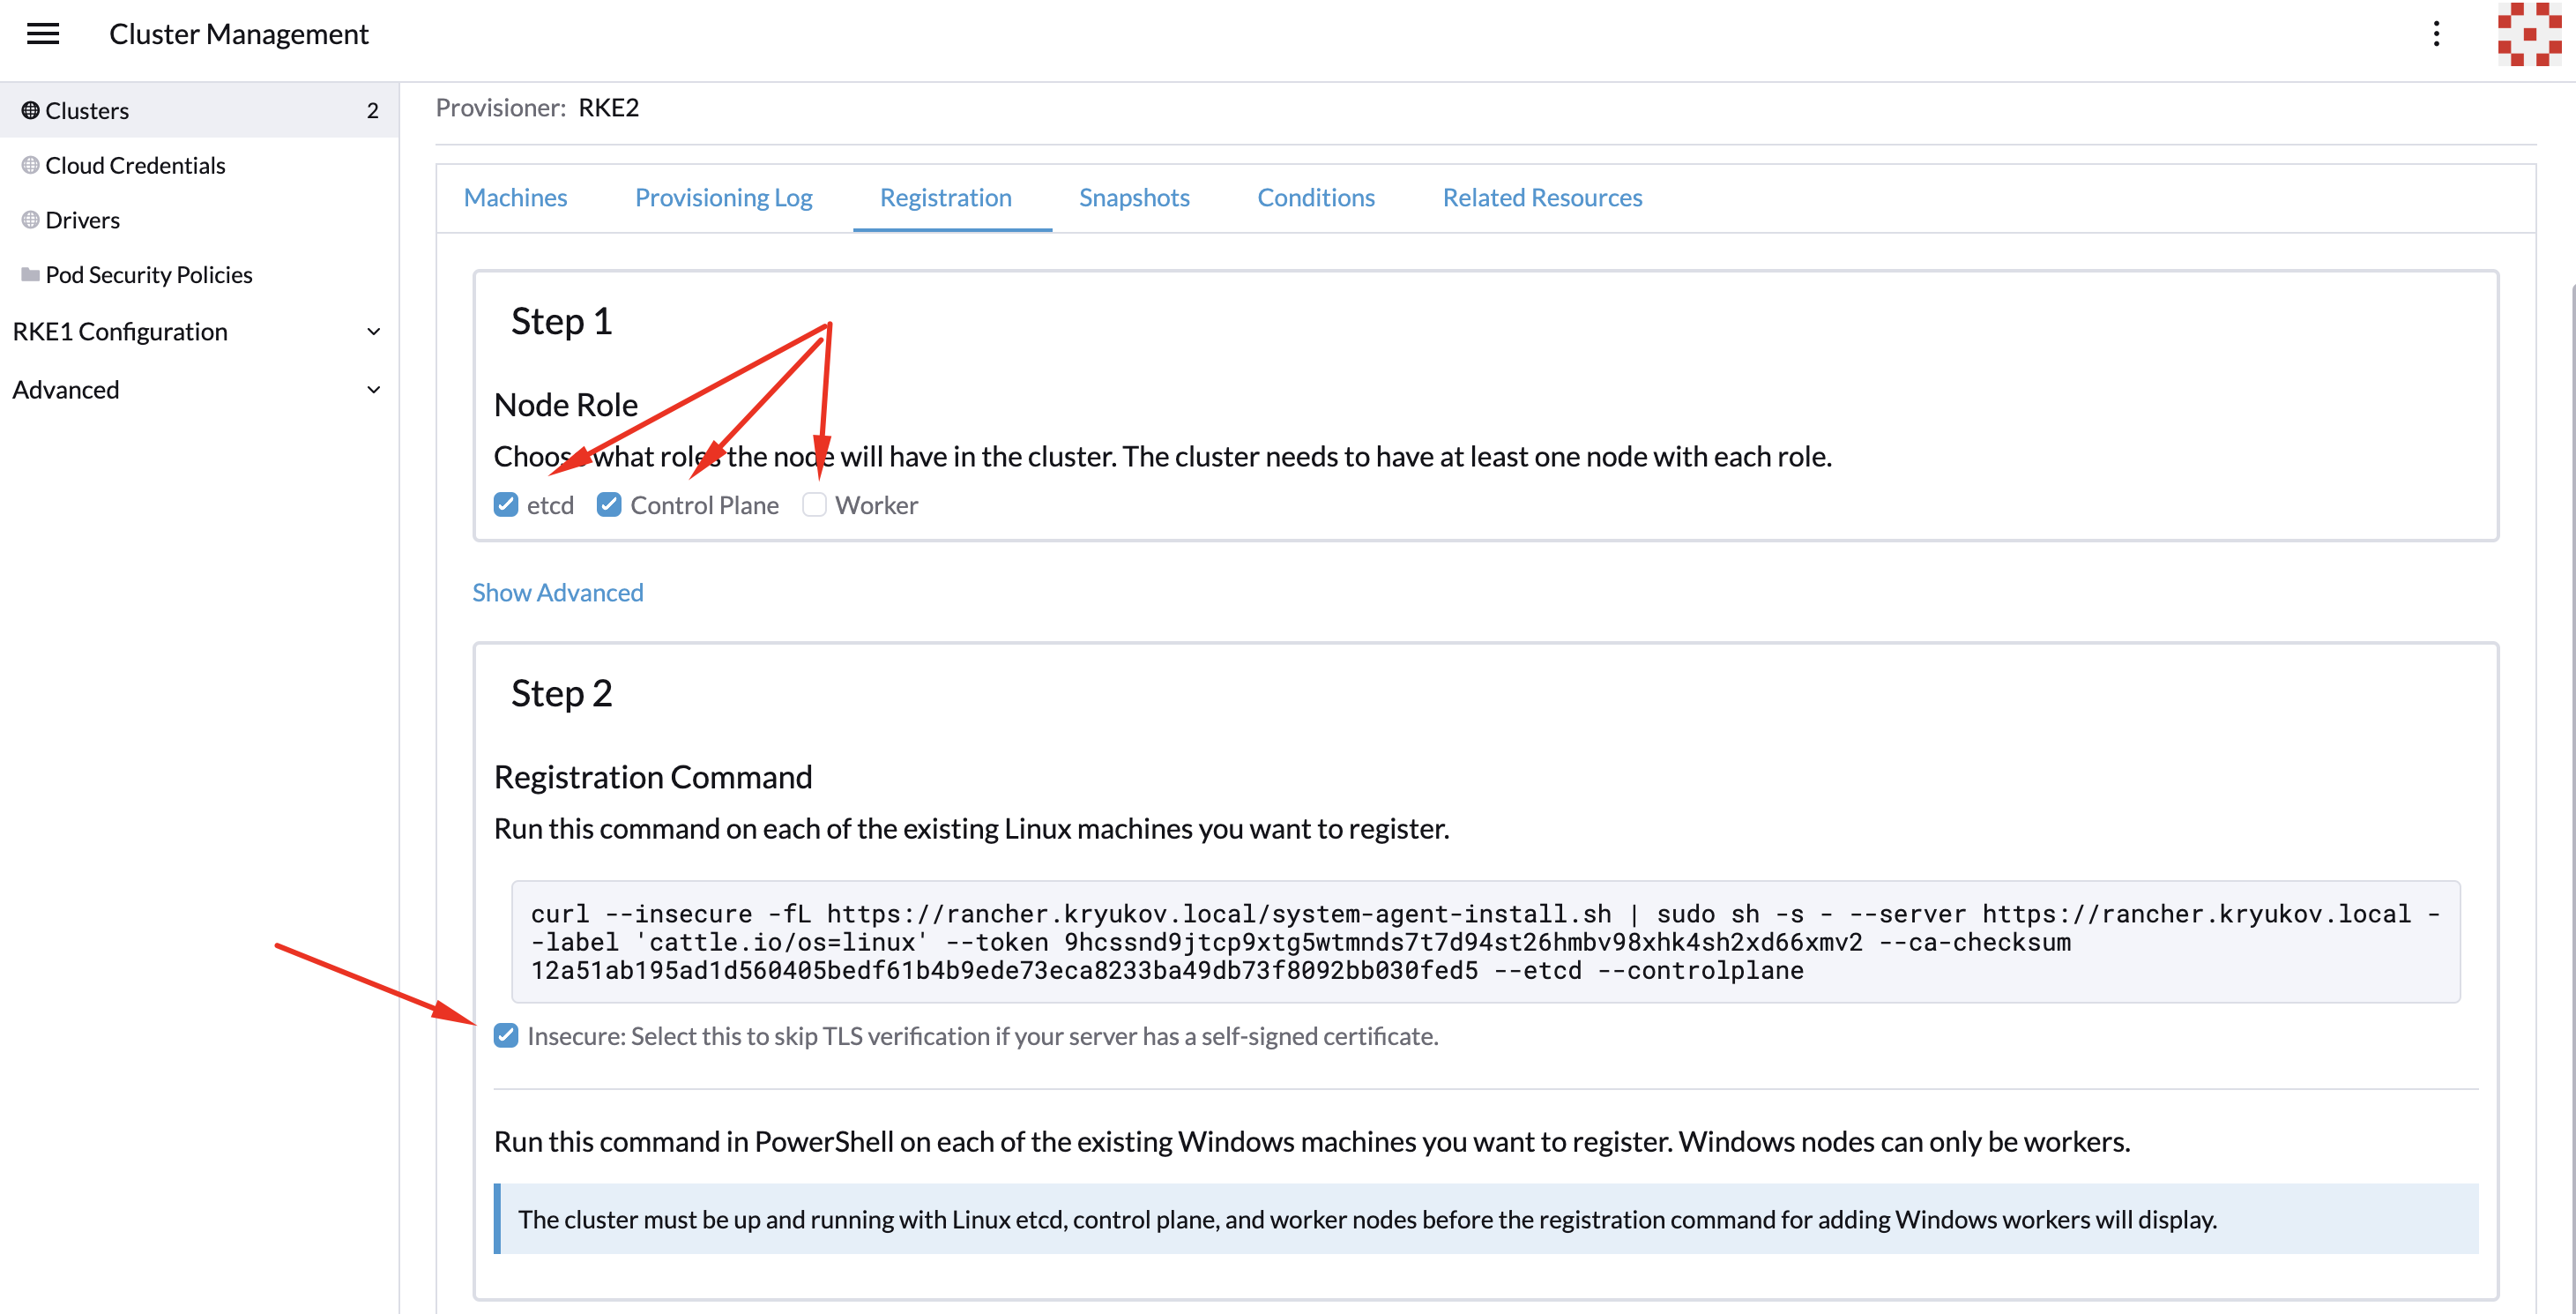 Cluster Management
Clusters 2
Cloud Credentials
Drivers
Pod Security Policies
RKE1 Configuration
Advanced
Provisioner: RKE2
Machines Provisioning Log Registration Snapshots Conditions Related Resources
Step 1
Node Role
Choose what roles the node will have in the cluster. The cluster needs to have at least one node with each role.
etcd Control Plane Worker
Show Advanced
Step 2
Registration Command
Run this command on each of the existing Linux machines you want to register.
curl --insecure -fL https://rancher.kryukov.local/system-agent-install.sh | sudo sh -s - --server https://rancher.kryukov.local -
-label 'cattle.io/os=linux' --token 9hcssnd9jtcp9xtg5wtmnds7t7d94st26hmbv98xhk4sh2xd66xmv2 --ca-checksum
12a51ab195ad1d560405bedf61b4b9ede73eca8233ba49db73f8092bb030fed5 --etcd --controlplane
Insecure: Select this to skip TLS verification if your server has a self-signed certificate.
Run this command in PowerShell on each of the existing Windows machines you want to register. Windows nodes can only be workers.
The cluster must be up and running with Linux etcd, control plane, and worker nodes before the registration command for adding Windows workers will display.